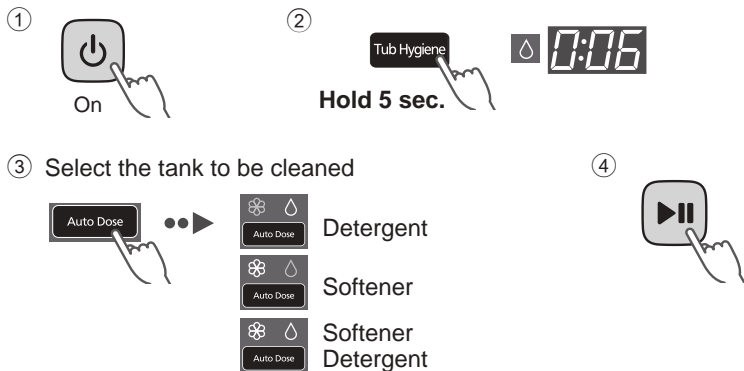 ①
②
Tub Hygiene
0:06
On
Hold 5 sec.
③ Select the tank to be cleaned
④
Auto Dose
Auto Dose
Detergent
Auto Dose
Softener
Auto Dose
Softener
Detergent